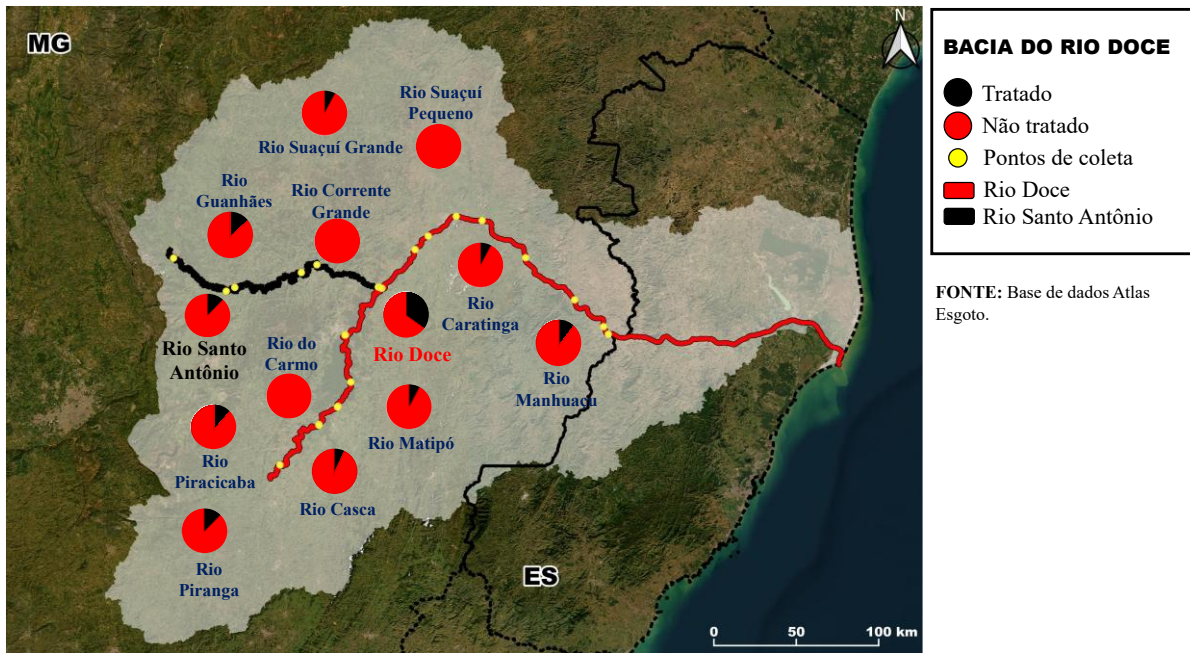 MG
N
Rio Suaçuí
Pequeno
Rio Suaçuí Grande
Rio
Guanhães
Rio Corrente
Grande
Rio Santo
Antônio
Rio do
Carmo
Rio Doce
Rio
Caratinga
Rio
Manhuaçu
Rio Matipó
Rio
Piracicaba
Rio Casca
Rio
Piranga
ES
0 50 100 km
BACIA DO RIO DOCE
Tratado
Não tratado
Pontos de coleta
Rio Doce
Rio Santo Antônio
FONTE: Base de dados Atlas
Esgoto.